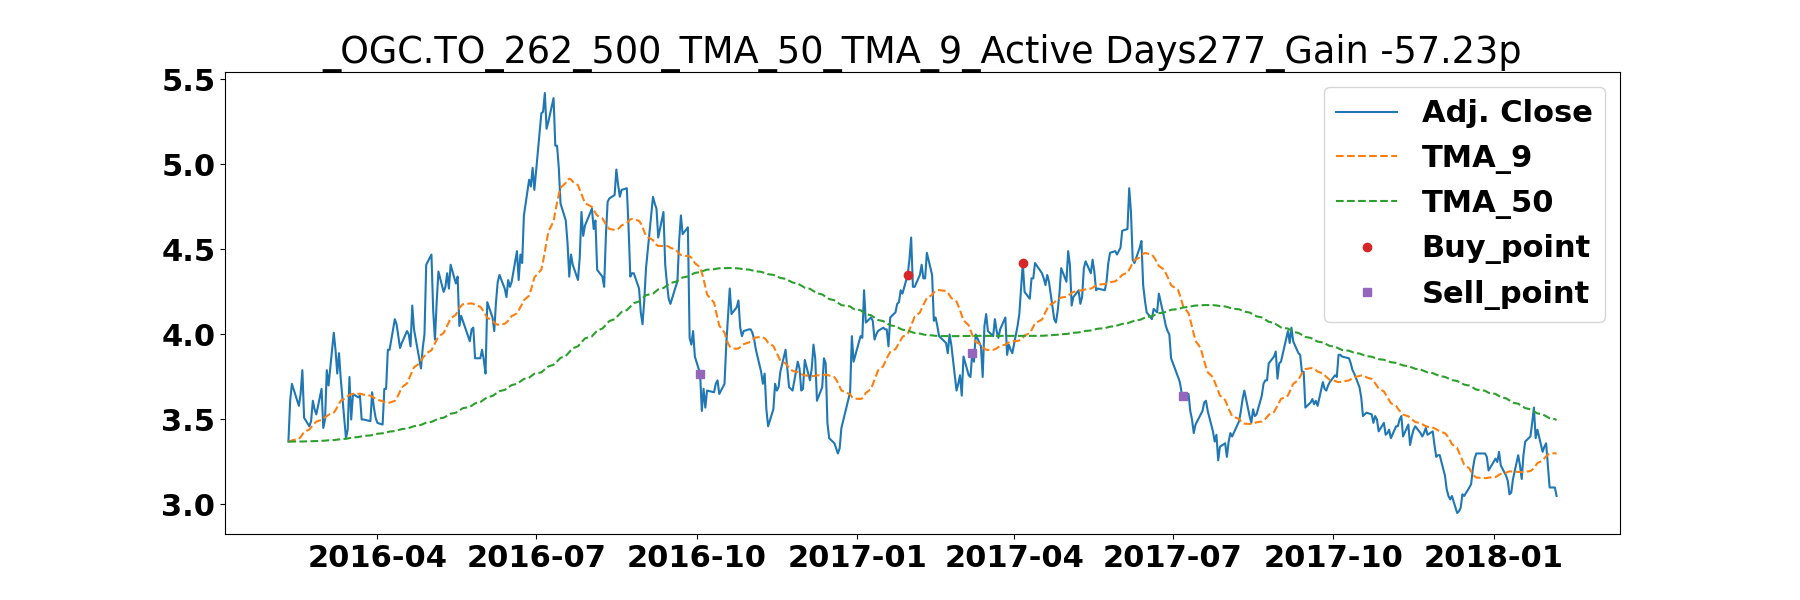 _OGC.TO_262_500_TMA_50_TMA_9_Active Days277_Gain -57.23p
5.5
5.0
4.5
4.0
3.5
3.0
Adj. Close
TMA_9
TMA_50
Buy_point
Sell_point
2016-04 2016-07 2016-10 2017-01 2017-04 2017-07 2017-10 2018-01